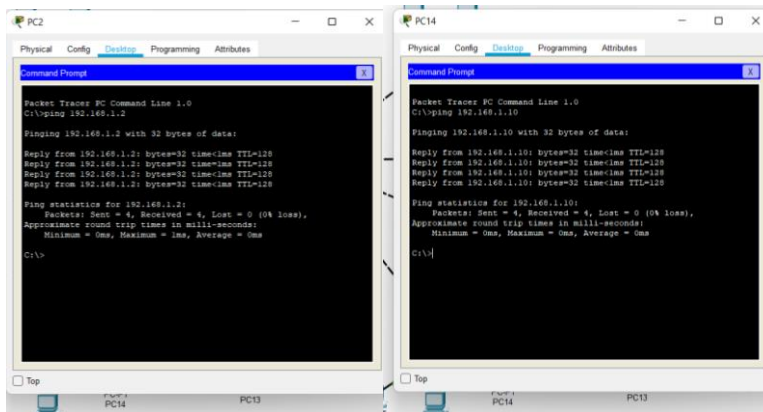 PC2
Physical Config Desktop Programming Attributes
Command Prompt X
Packet Tracer PC Command Line 1.0
C:\>ping 192.168.1.2
Pinging 192.168.1.2 with 32 bytes of data:
Reply from 192.168.1.2: bytes=32 time<1ms TTL=128
Reply from 192.168.1.2: bytes=32 time=1ms TTL=128
Reply from 192.168.1.2: bytes=32 time<1ms TTL=128
Reply from 192.168.1.2: bytes=32 time<1ms TTL=128
Ping statistics for 192.168.1.2:
Packets: Sent = 4, Received = 4, Lost = 0 (0% loss),
Approximate round trip times in milli-seconds:
Minimum = 0ms, Maximum = 1ms, Average = 0ms
C:\>
Top
PC14
PC13
PC14
Physical Config Desktop Programming Attributes
Command Prompt X
Packet Tracer PC Command Line 1.0
C:\>ping 192.168.1.10
Pinging 192.168.1.10 with 32 bytes of data:
Reply from 192.168.1.10: bytes=32 time<1ms TTL=128
Reply from 192.168.1.10: bytes=32 time<1ms TTL=128
Reply from 192.168.1.10: bytes=32 time<1ms TTL=128
Reply from 192.168.1.10: bytes=32 time<1ms TTL=128
Ping statistics for 192.168.1.10:
Packets: Sent = 4, Received = 4, Lost = 0 (0% loss),
Approximate round trip times in milli-seconds:
Minimum = 0ms, Maximum = 0ms, Average = 0ms
C:\>
Top
PC14
PC13